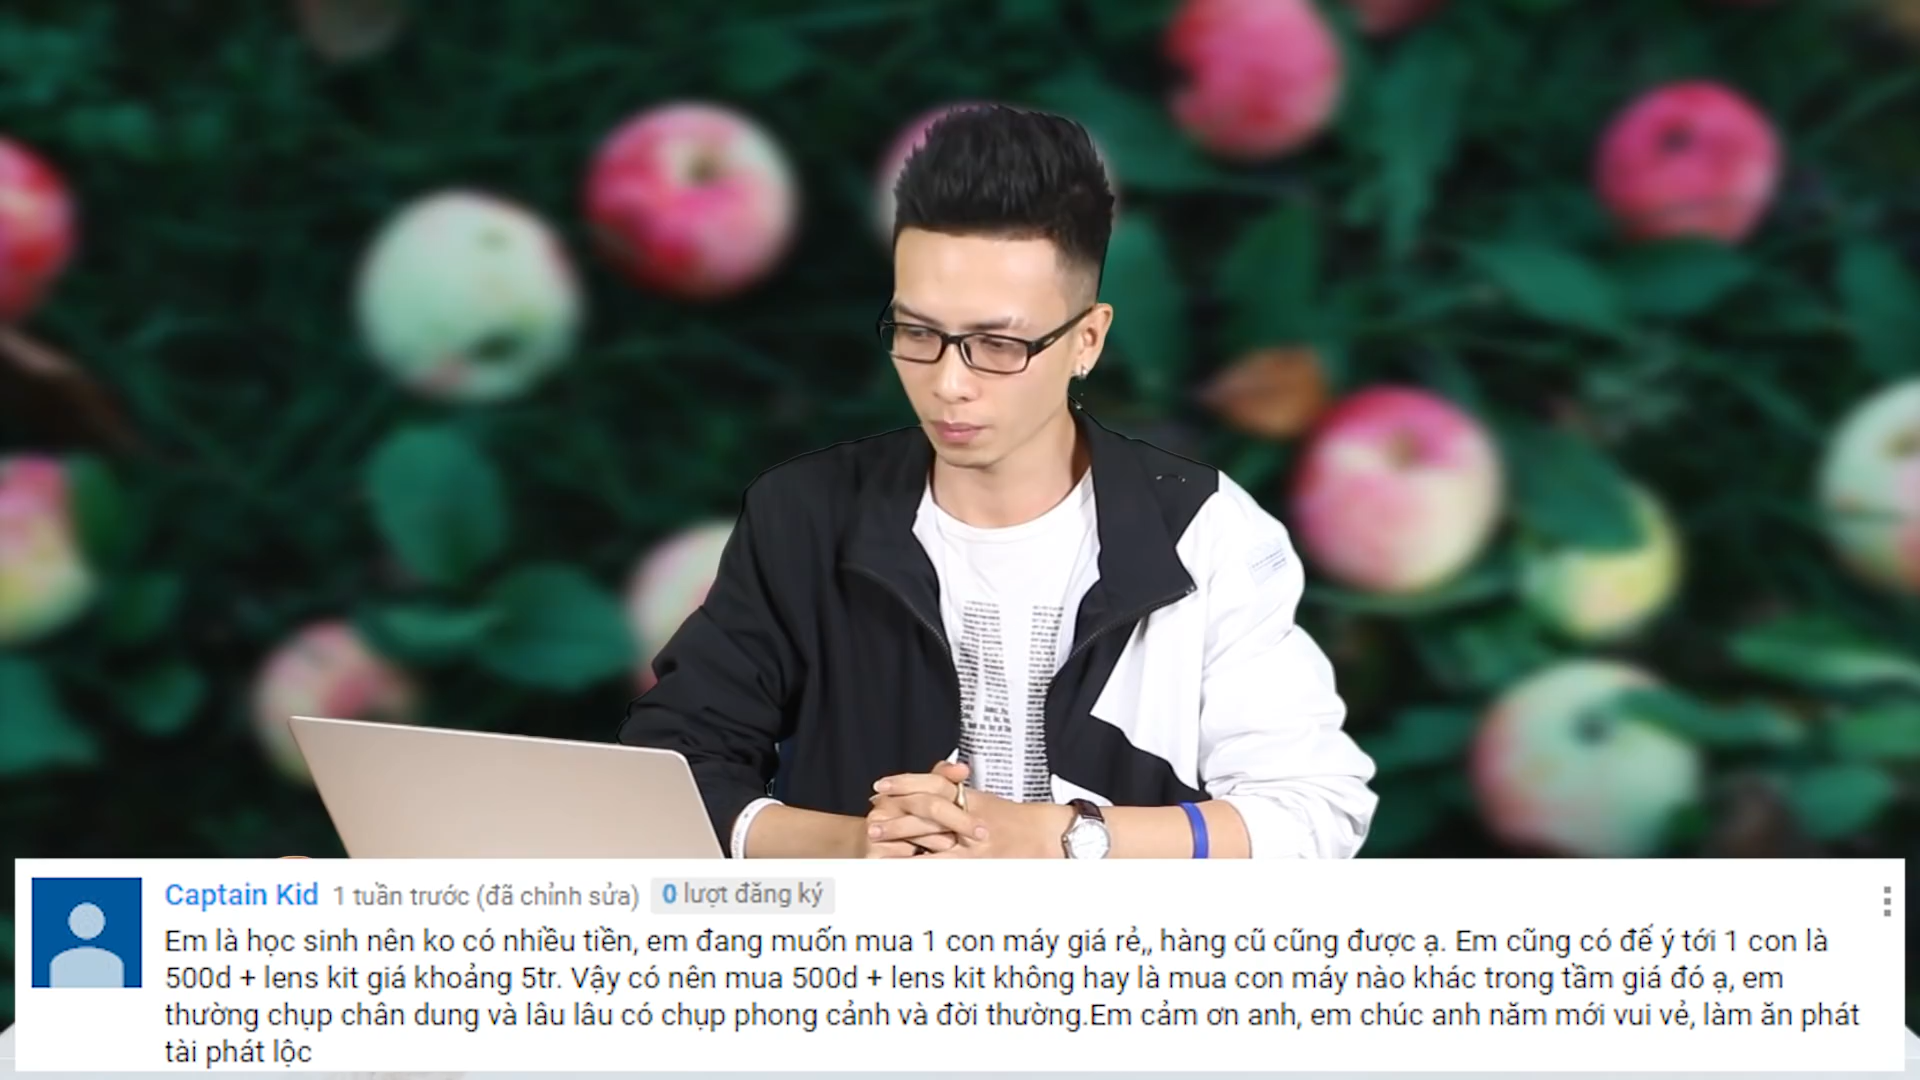 Captain Kid 1 tuần trước (đã chỉnh sửa) 0 lượt đăng ký
Em là học sinh nên ko có nhiều tiền, em đang muốn mua 1 con máy giá rẻ,, hàng cũ cũng được ạ. Em cũng có để ý tới 1 con là
500d + lens kit giá khoảng 5tr. Vậy có nên mua 500d + lens kit không hay là mua con máy nào khác trong tầm giá đó ạ, em
thường chụp chân dung và lâu lâu có chụp phong cảnh và đời thường.Em cảm ơn anh, em chúc anh năm mới vui vẻ, làm ăn phát
tài phát lộc